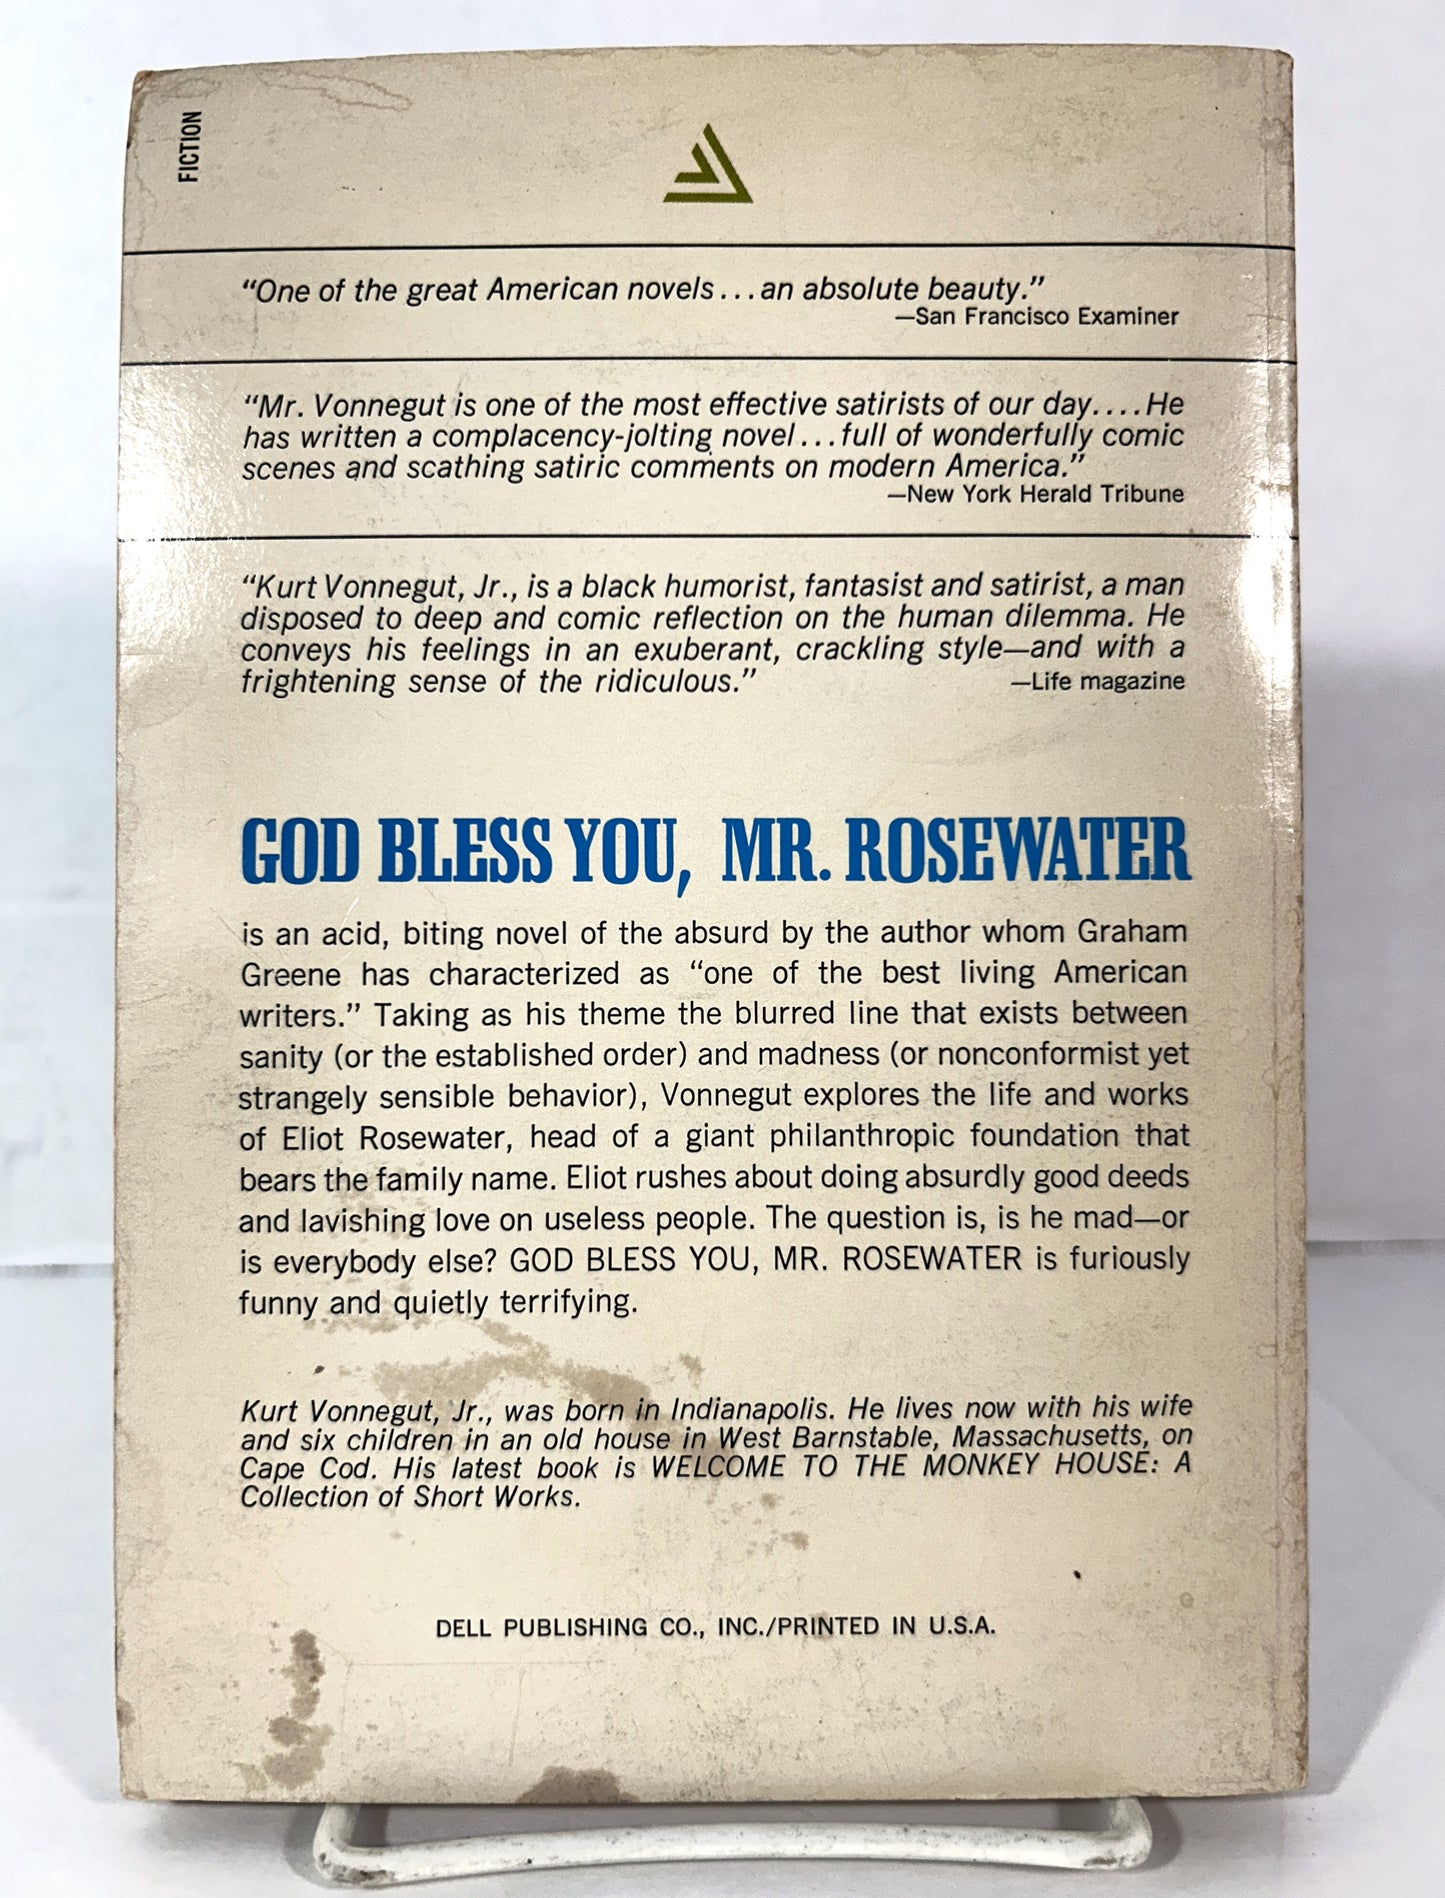 FICTION
“One of the great American novels...an absolute beauty.”
—San Francisco Examiner
“Mr. Vonnegut is one of the most effective satirists of our day....He
has written a complacency-jolting novel...full of wonderfully comic
scenes and scathing satiric comments on modern America.”
—New York Herald Tribune
“Kurt Vonnegut, Jr., is a black humorist, fantasist and satirist, a man
disposed to deep and comic reflection on the human dilemma. He
conveys his feelings in an exuberant, crackling style—and with a
frightening sense of the ridiculous.” —Life magazine
GOD BLESS YOU, MR. ROSEWATER
is an acid, biting novel of the absurd by the author whom Graham
Greene has characterized as “one of the best living American
writers.” Taking as his theme the blurred line that exists between
sanity (or the established order) and madness (or nonconformist yet
strangely sensible behavior), Vonnegut explores the life and works
of Eliot Rosewater, head of a giant philanthropic foundation that
bears the family name. Eliot rushes about doing absurdly good deeds
and lavishing love on useless people. The question is, is he mad—or
is everybody else? GOD BLESS YOU, MR. ROSEWATER is furiously
funny and quietly terrifying.
Kurt Vonnegut, Jr., was born in Indianapolis. He lives now with his wife
and six children in an old house in West Barnstable, Massachusetts, on
Cape Cod. His latest book is WELCOME TO THE MONKEY HOUSE: A
Collection of Short Works.
DELL PUBLISHING CO., INC./PRINTED IN U.S.A.